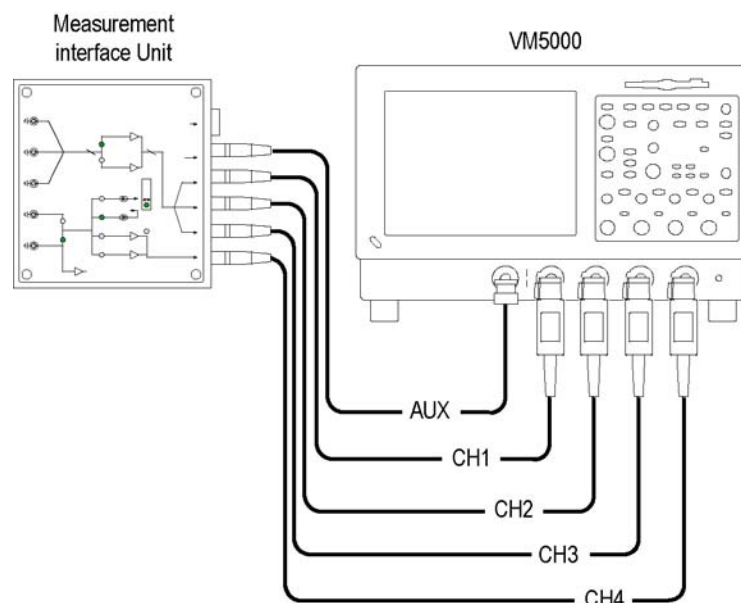 Measurement
interface Unit
VM5000
AUX
CH1
CH2
CH3
CH4